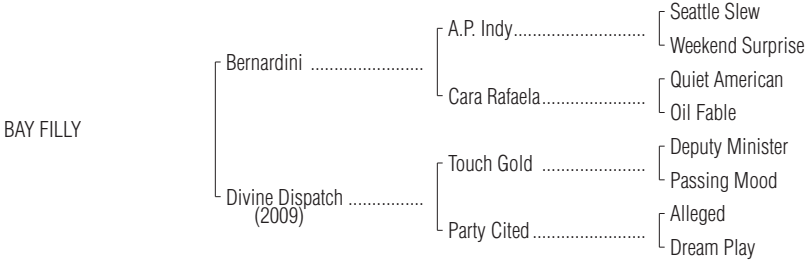 Seattle Slew
A.P. Indy............................
Weekend Surprise
Bernardini ........................
Quiet American
Cara Rafaela......................
Oil Fable
BAY FILLY
Deputy Minister
Touch Gold ......................
Passing Mood
Divine Dispatch ................
(2009)
Alleged
Party Cited........................
Dream Play